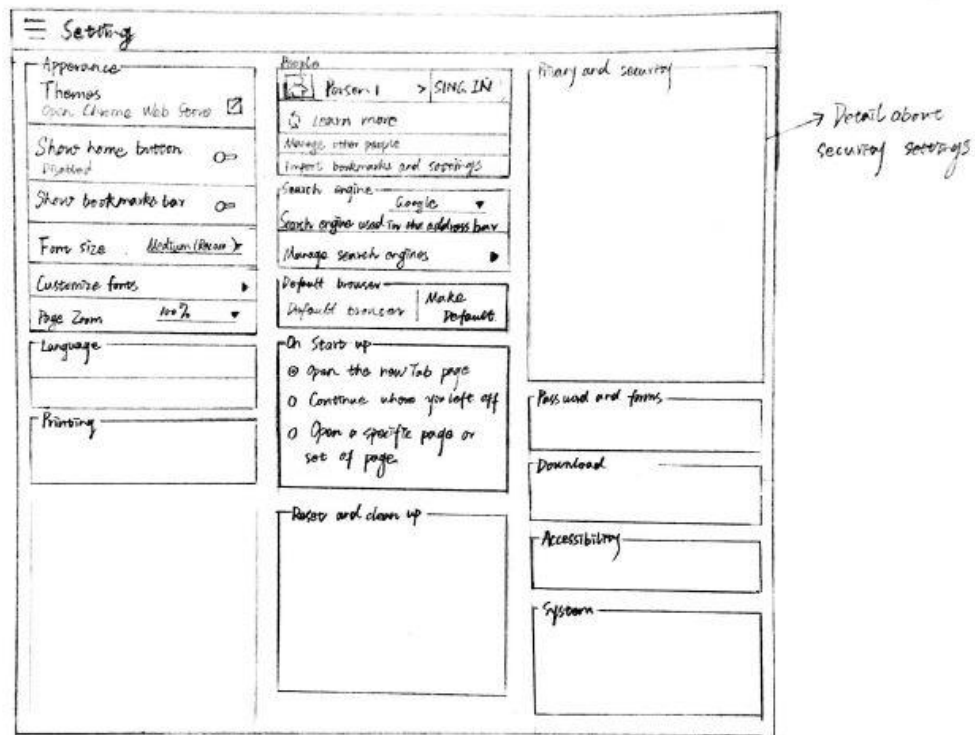 Setting
Apperance
Themes
Open Chrome Web Store
Show home button
Disabled
Show bookmarks bar
Font size Medium (Recom
Customize fonts
Page Zoom 100%
Language
Printing
People
Person 1 > SING IN
Learn more
Manage other people
Import bookmarks and settings
Search engine
Google
Search engine used in the address bar
Manage search engines
Default browser
Default browser
Make
Default
On Start up
Open the new Tab page
Continue where you left off
Open a specific page or
set of page
Reset and clean up
and security
Password and forms
Download
Accessibility
System
Detail about
security settings